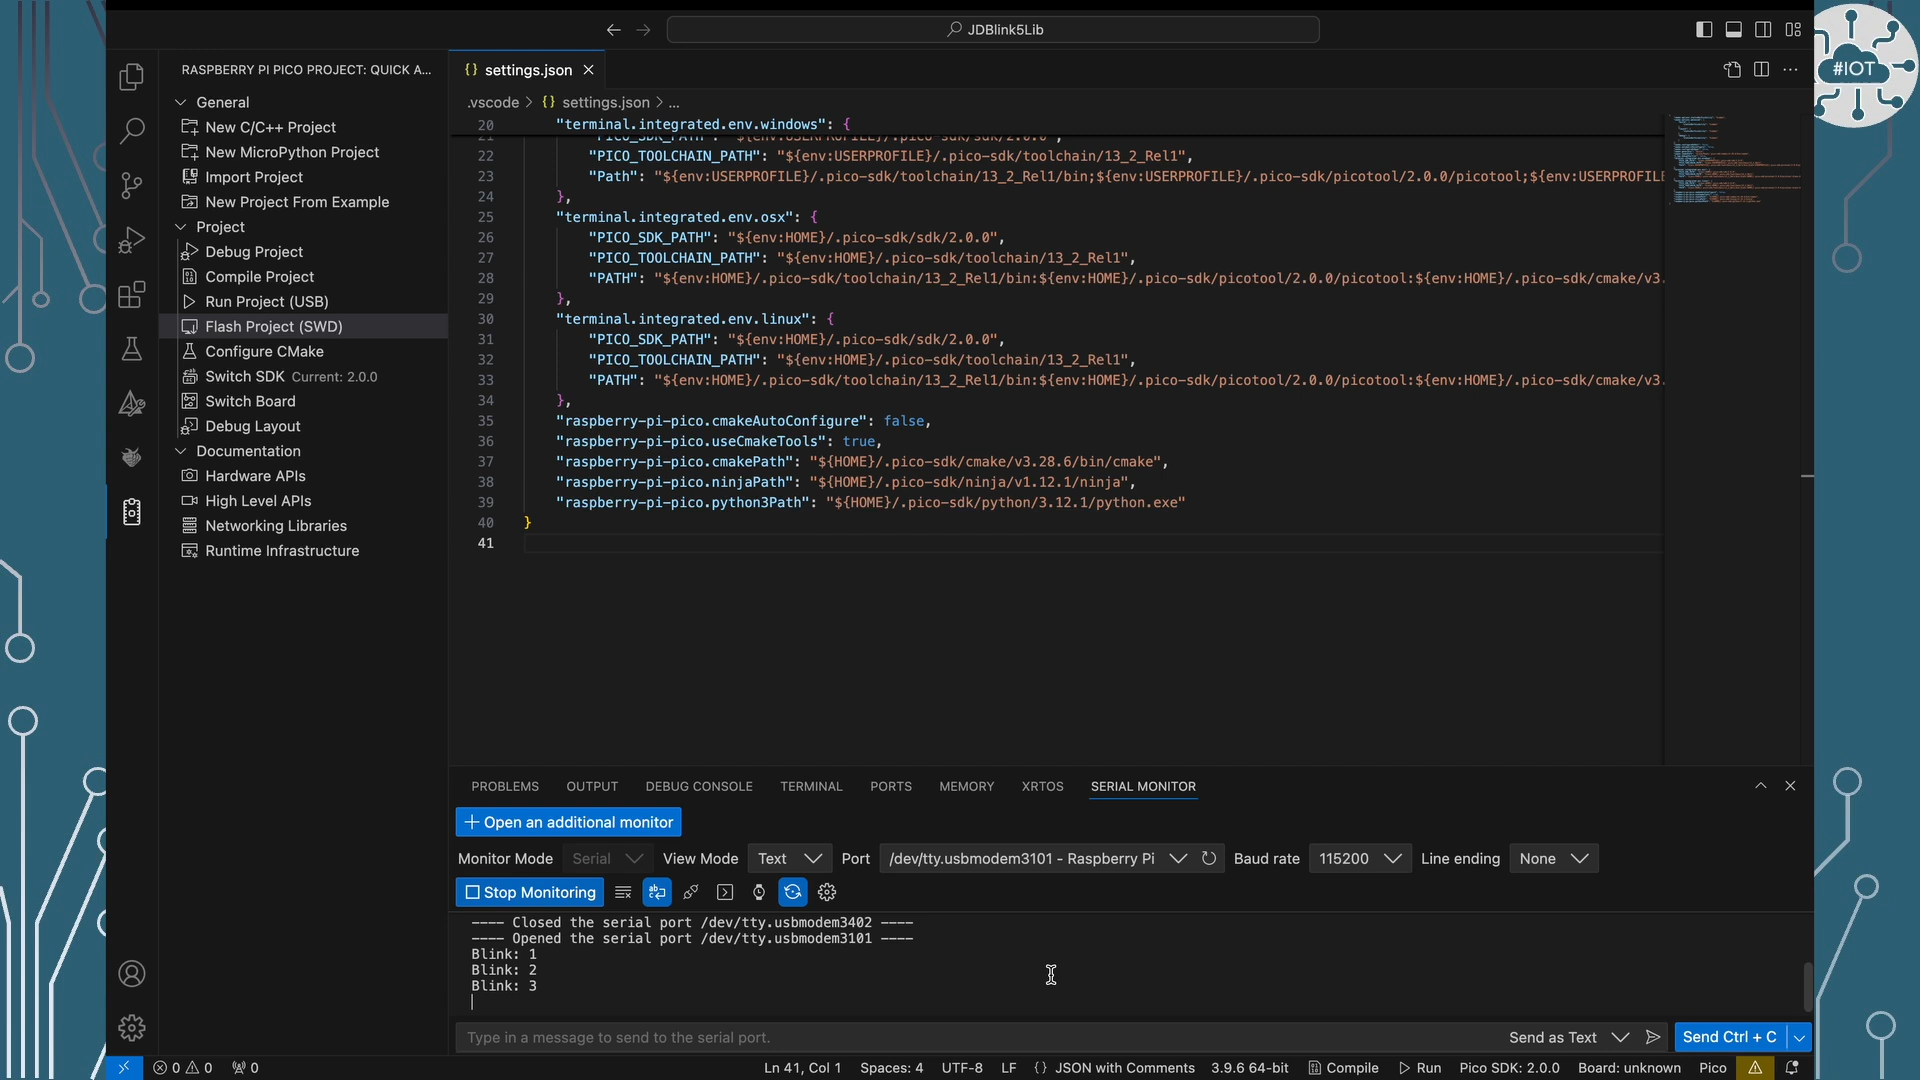 JDBlink5Lib
#IOT
RASPBERRY PI PICO PROJECT: QUICK A...
General
New C/C++ Project
New MicroPython Project
Import Project
New Project From Example
Project
Debug Project
Compile Project
Run Project (USB)
Flash Project (SWD)
Configure CMake
Switch SDK Current: 2.0.0
Switch Board
Debug Layout
Documentation
Hardware APIs
High Level APIs
Networking Libraries
Runtime Infrastructure
{} settings.json
.vscode > {} settings.json > ...
20 "terminal.integrated.env.windows": {
22 "PICO_TOOLCHAIN_PATH": "${env:USERPROFILE}/.pico-sdk/toolchain/13_2_Rel1",
23 "Path": "${env:USERPROFILE}/.pico-sdk/toolchain/13_2_Rel1/bin;${env:USERPROFILE}/.pico-sdk/picotool/2.0.0/picotool;${env:USERPROFILE
24 },
25 "terminal.integrated.env.osx": {
26 "PICO_SDK_PATH": "${env:HOME}/.pico-sdk/sdk/2.0.0",
27 "PICO_TOOLCHAIN_PATH": "${env:HOME}/.pico-sdk/toolchain/13_2_Rel1",
28 "PATH": "${env:HOME}/.pico-sdk/toolchain/13_2_Rel1/bin:${env:HOME}/.pico-sdk/picotool/2.0.0/picotool:${env:HOME}/.pico-sdk/cmake/v3.
29 },
30 "terminal.integrated.env.linux": {
31 "PICO_SDK_PATH": "${env:HOME}/.pico-sdk/sdk/2.0.0",
32 "PICO_TOOLCHAIN_PATH": "${env:HOME}/.pico-sdk/toolchain/13_2_Rel1",
33 "PATH": "${env:HOME}/.pico-sdk/toolchain/13_2_Rel1/bin:${env:HOME}/.pico-sdk/picotool/2.0.0/picotool:${env:HOME}/.pico-sdk/cmake/v3.
34 },
35 "raspberry-pi-pico.cmakeAutoConfigure": false,
36 "raspberry-pi-pico.useCmakeTools": true,
37 "raspberry-pi-pico.cmakePath": "${HOME}/.pico-sdk/cmake/v3.28.6/bin/cmake",
38 "raspberry-pi-pico.ninjaPath": "${HOME}/.pico-sdk/ninja/v1.12.1/ninja",
39 "raspberry-pi-pico.python3Path": "${HOME}/.pico-sdk/python/3.12.1/python.exe"
40 }
41
PROBLEMS OUTPUT DEBUG CONSOLE TERMINAL PORTS MEMORY XRTOS SERIAL MONITOR
Open an additional monitor
Monitor Mode Serial View Mode Text Port /dev/tty.usbmodem3101 - Raspberry Pi Baud rate 115200 Line ending None
Stop Monitoring
---- Closed the serial port /dev/tty.usbmodem3402 ----
---- Opened the serial port /dev/tty.usbmodem3101 ----
Blink: 1
Blink: 2
Blink: 3
Type in a message to send to the serial port. Send as Text Send Ctrl + C
0 0 0 Ln 41, Col 1 Spaces: 4 UTF-8 LF {} JSON with Comments 3.9.6 64-bit Compile Run Pico SDK: 2.0.0 Board: unknown Pico